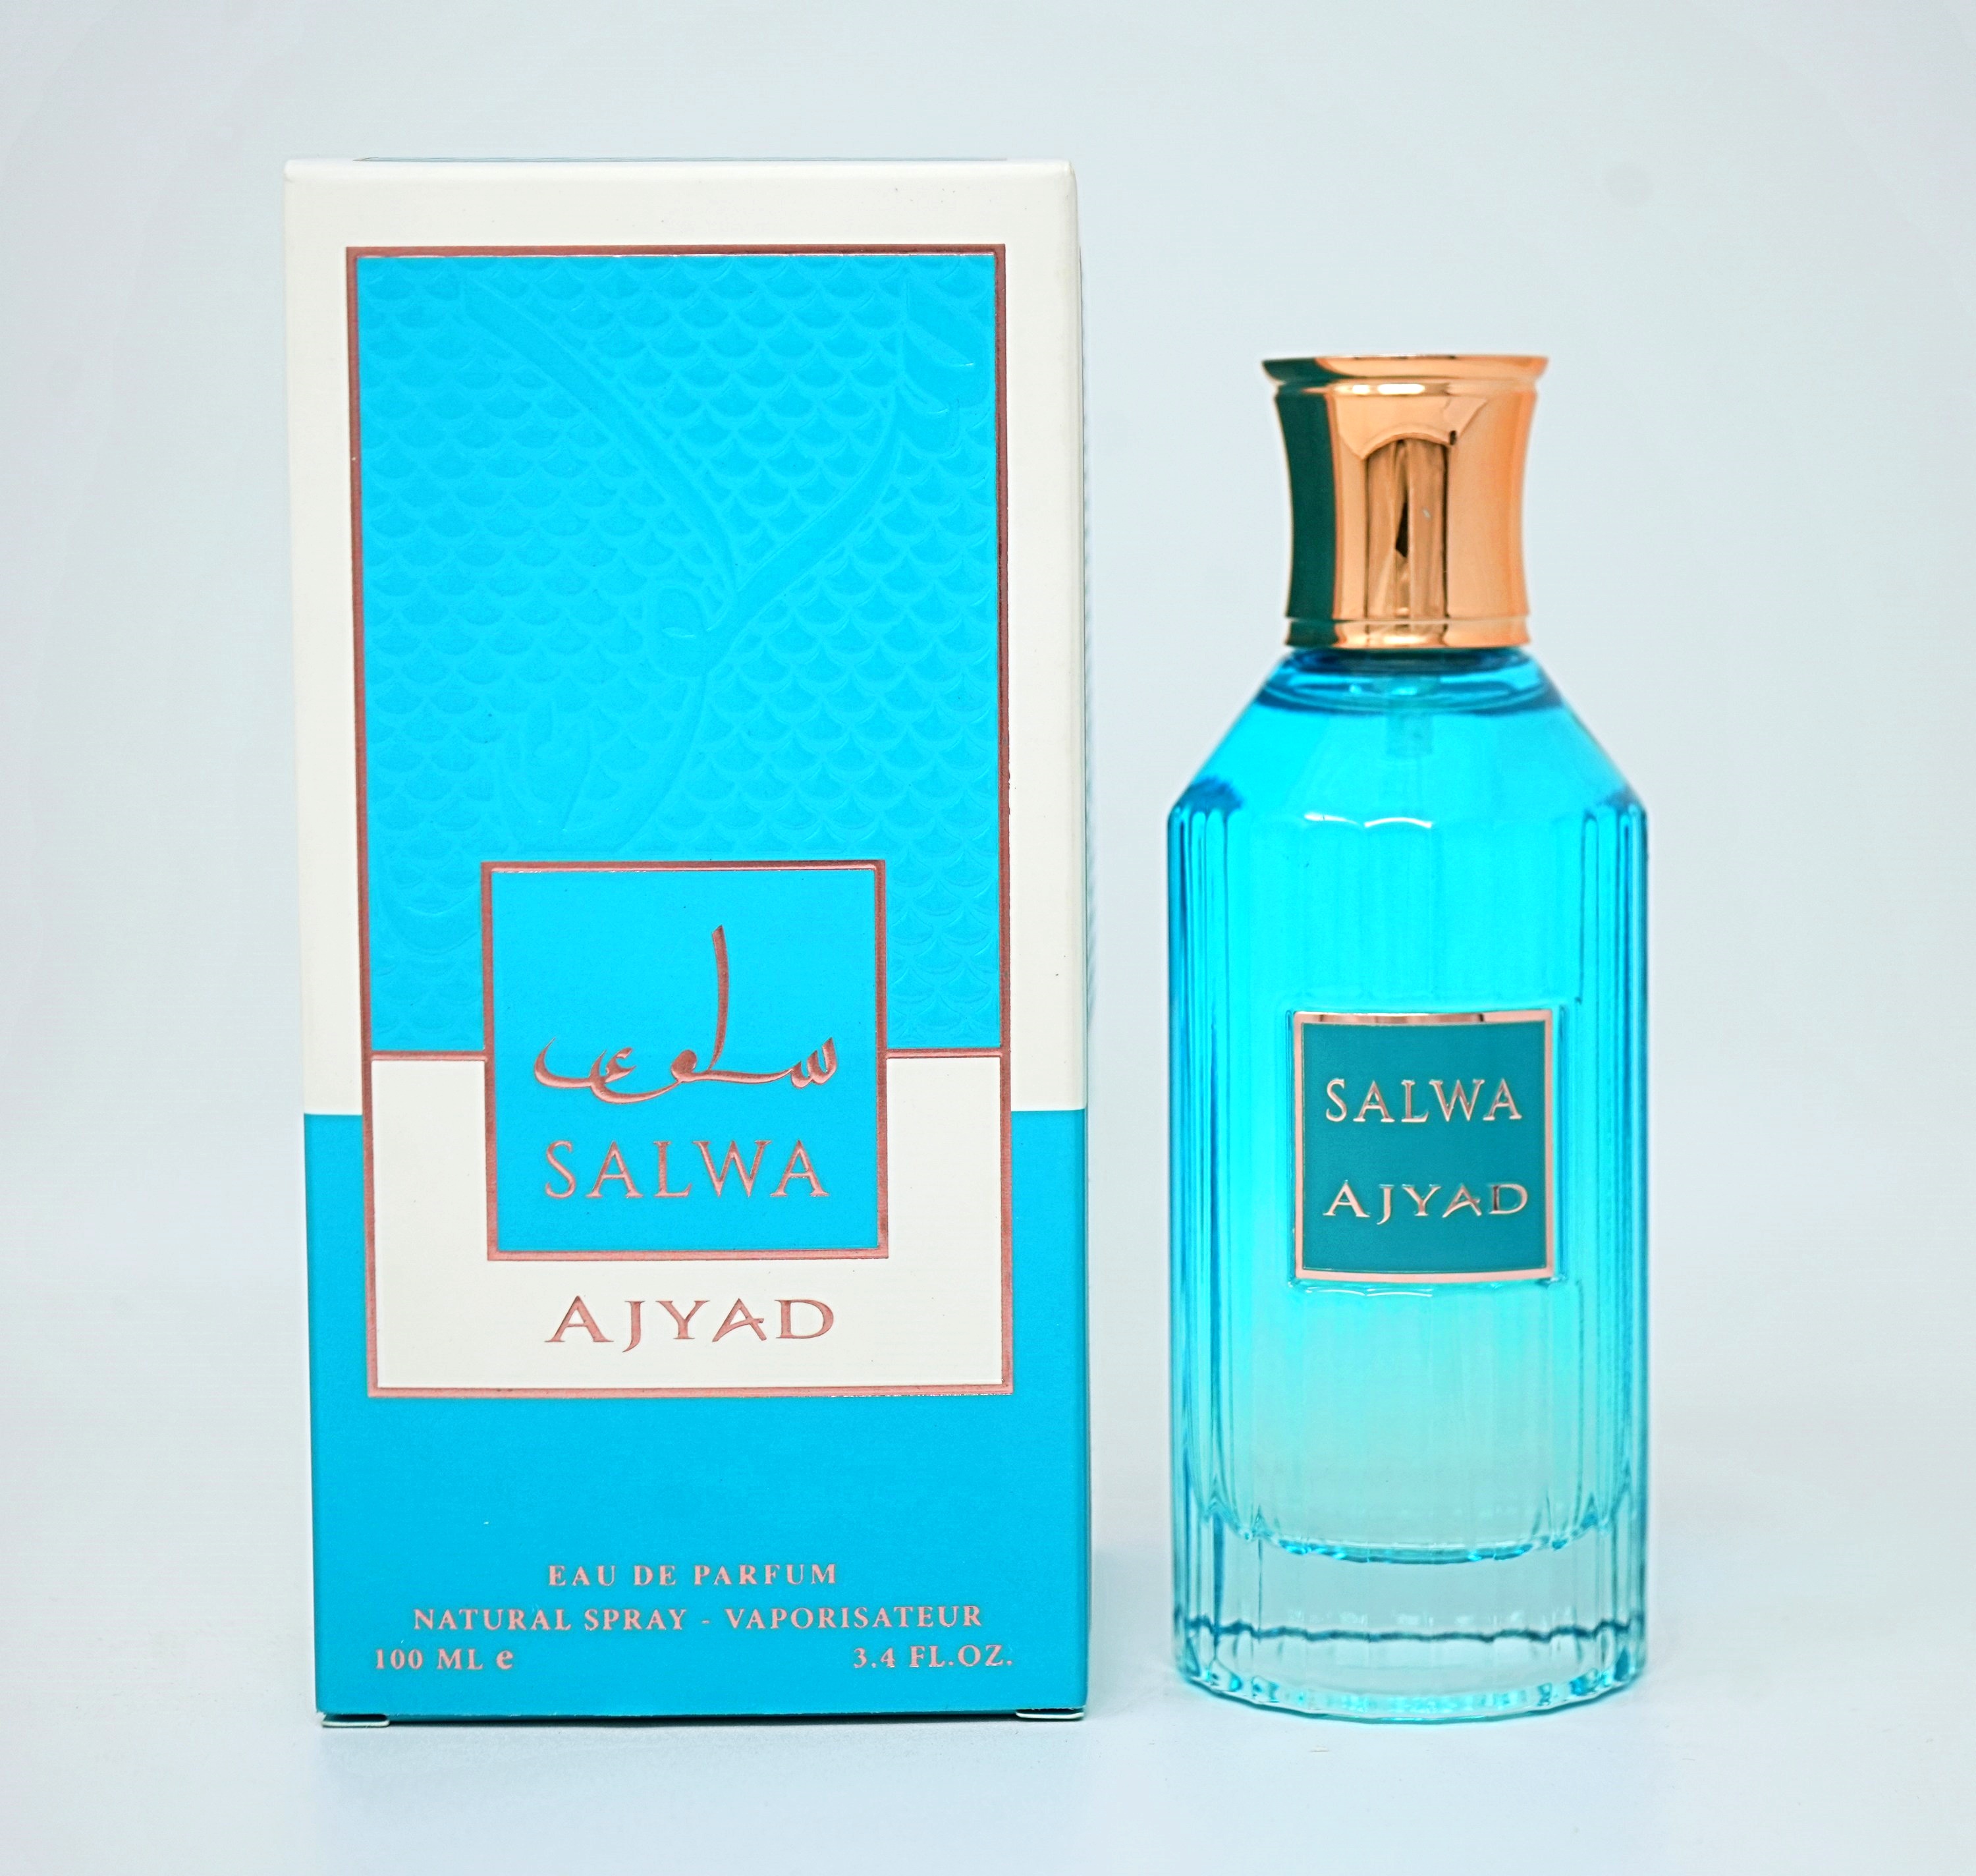 سلوى
SALWA
AJYAD
EAU DE PARFUM
NATURAL SPRAY - VAPORISATEUR
100 ML e
3.4 FL.OZ.
SALWA
AJYAD